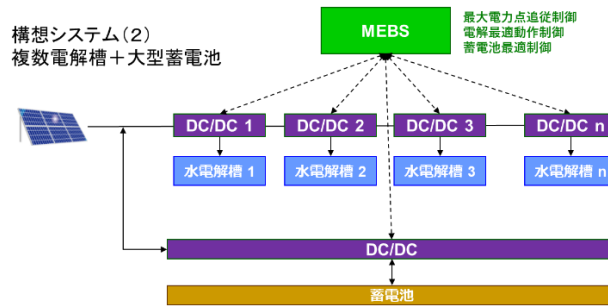 構想システム(2)
複数電解槽+大型蓄電池
MEBS
最大電力点追従制御
電解最適動作制御
蓄電池最適制御
DC/DC 1
DC/DC 2
DC/DC 3
DC/DC n
水電解槽 1
水電解槽 2
水電解槽 3
水電解槽 n
DC/DC
蓄電池